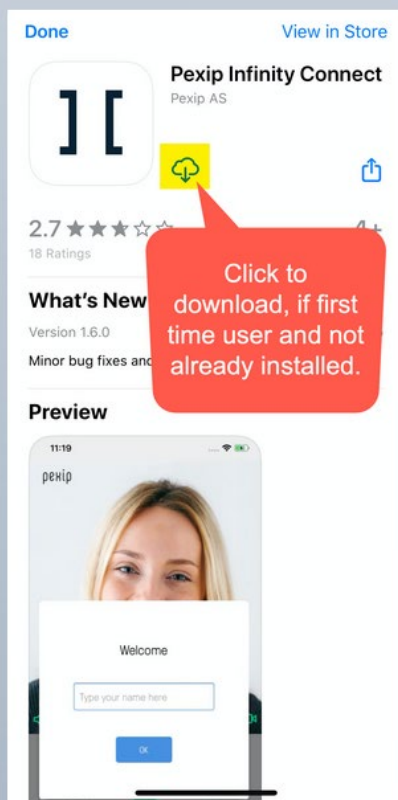 Done
View in Store
Pexip Infinity Connect
Pexip AS
2.7
4+
18 Ratings
Click to
download, if first
time user and not
already installed.
What's New
Version 1.6.0
Minor bug fixes and
Preview
11:19
pexip
Welcome
Type your name here
OK